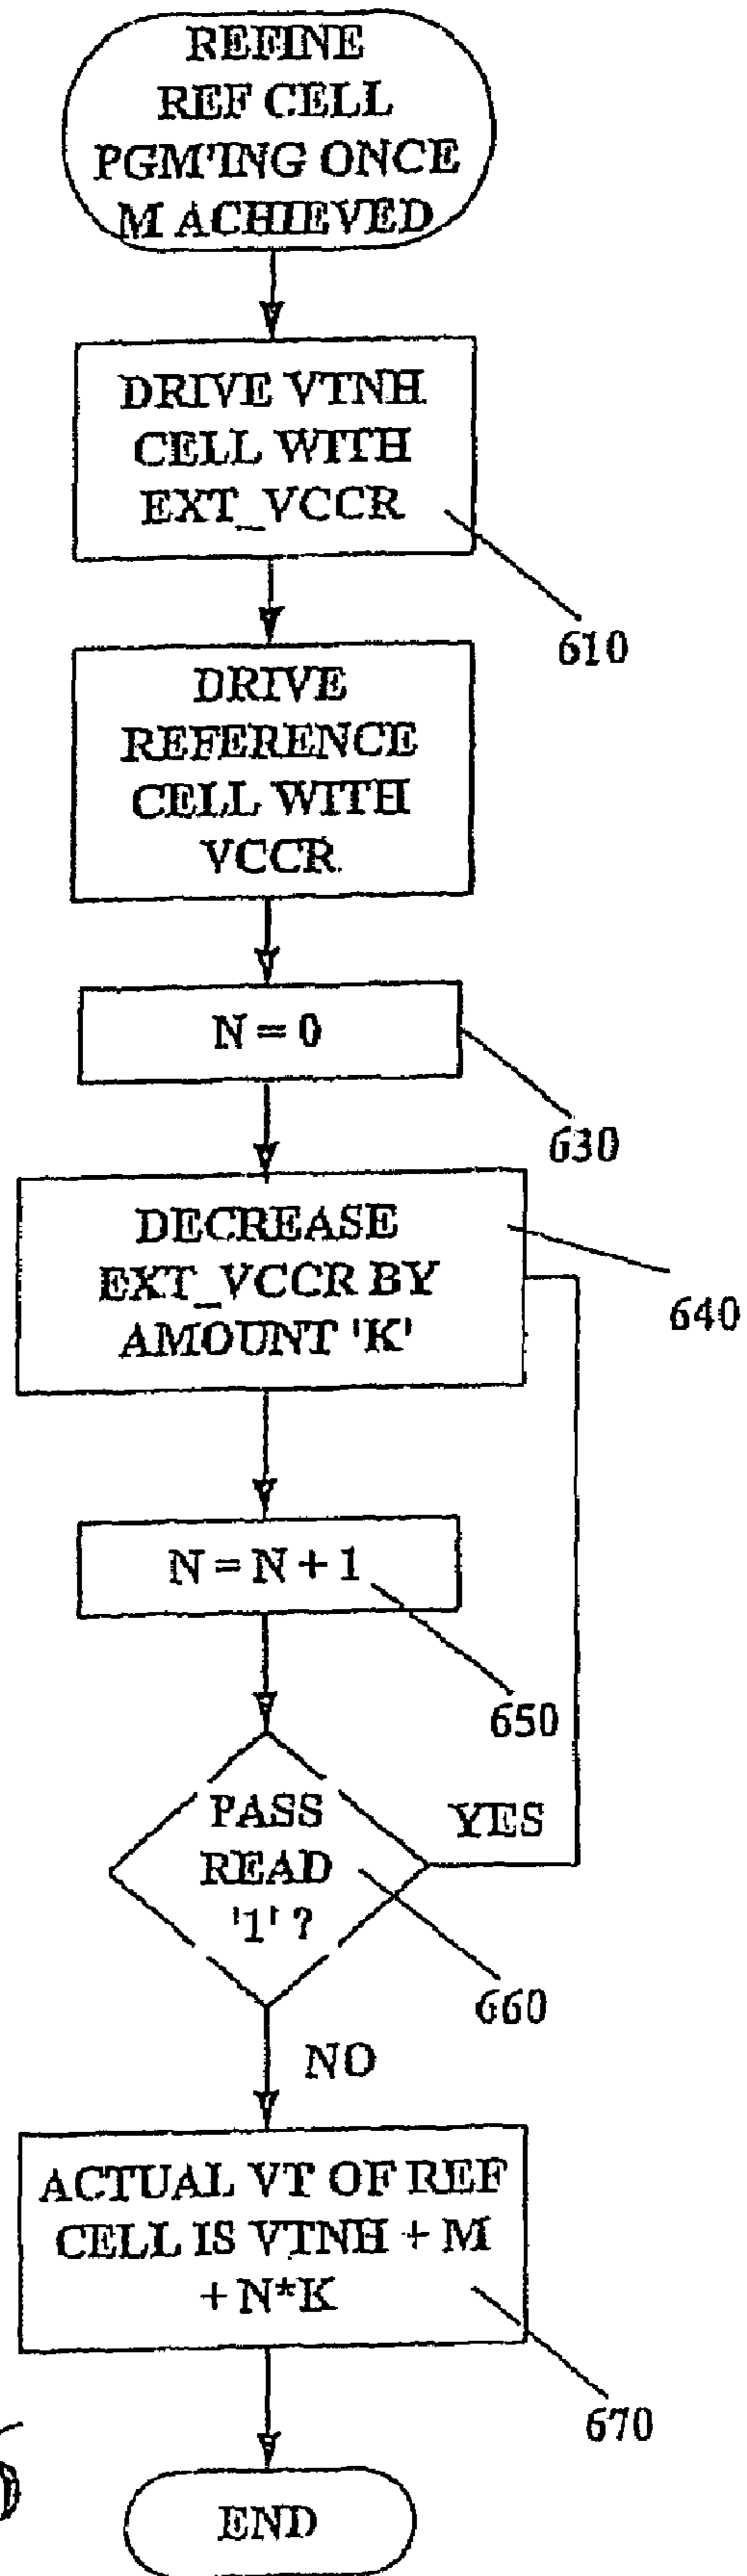 REFINE
REF CELL
PGM'ING ONCE
M ACHIEVED
DRIVE VTNH
CELL WITH
EXT_VCCR
610
DRIVE
REFERENCE
CELL WITH
VCCR
N = 0
630
DECREASE
EXT_VCCR BY
AMOUNT 'K'
640
N = N + 1
650
PASS
READ
'1' ?
YES
660
NO
ACTUAL VT OF REF
CELL IS VTNH + M
+ N*K
670
END